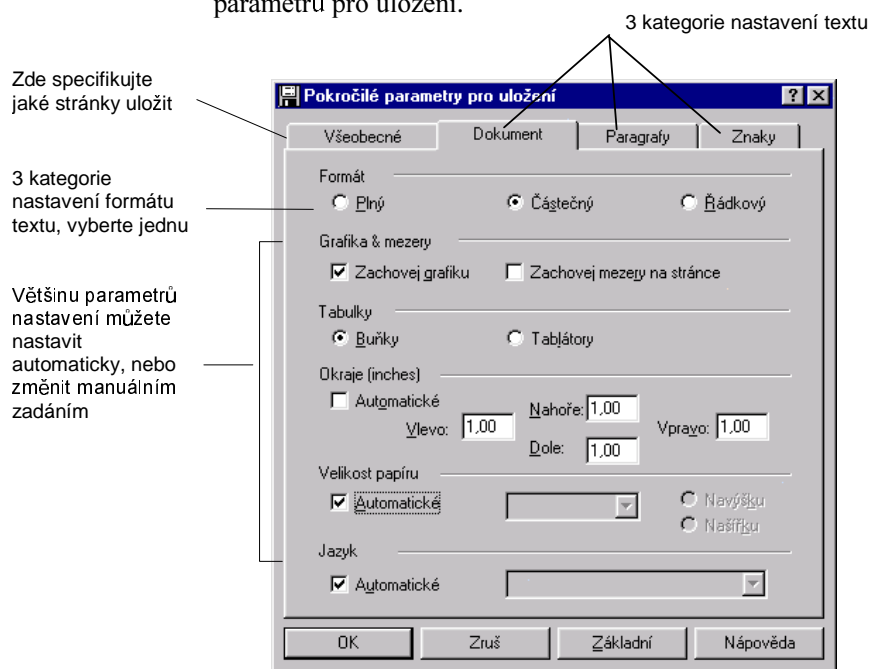 parametrů pro uložení.
3 kategorie nastavení textu
Zde specifikujte
jaké stránky uložit
3 kategorie
nastavení formátu
textu, vyberte jednu
Většinu parametrů
nastavení můžete
nastavit
automaticky, nebo
změnit manuálním
zadáním
Pokročilé parametry pro uložení
Všeobecné Dokument Paragrafy Znaky
Formát
Plný Částečný Řádkový
Grafika & mezery
Zachovej grafiku Zachovej mezery na stránce
Tabulky
Buňky Tablátory
Okraje (inches)
Automatické
Vlevo: 1,00 Nahoře: 1,00 Vpravo: 1,00
Dole: 1,00
Velikost papíru
Automatické Navýšku
Našířku
Jazyk
Automatické
OK Zruš Základní Nápověda